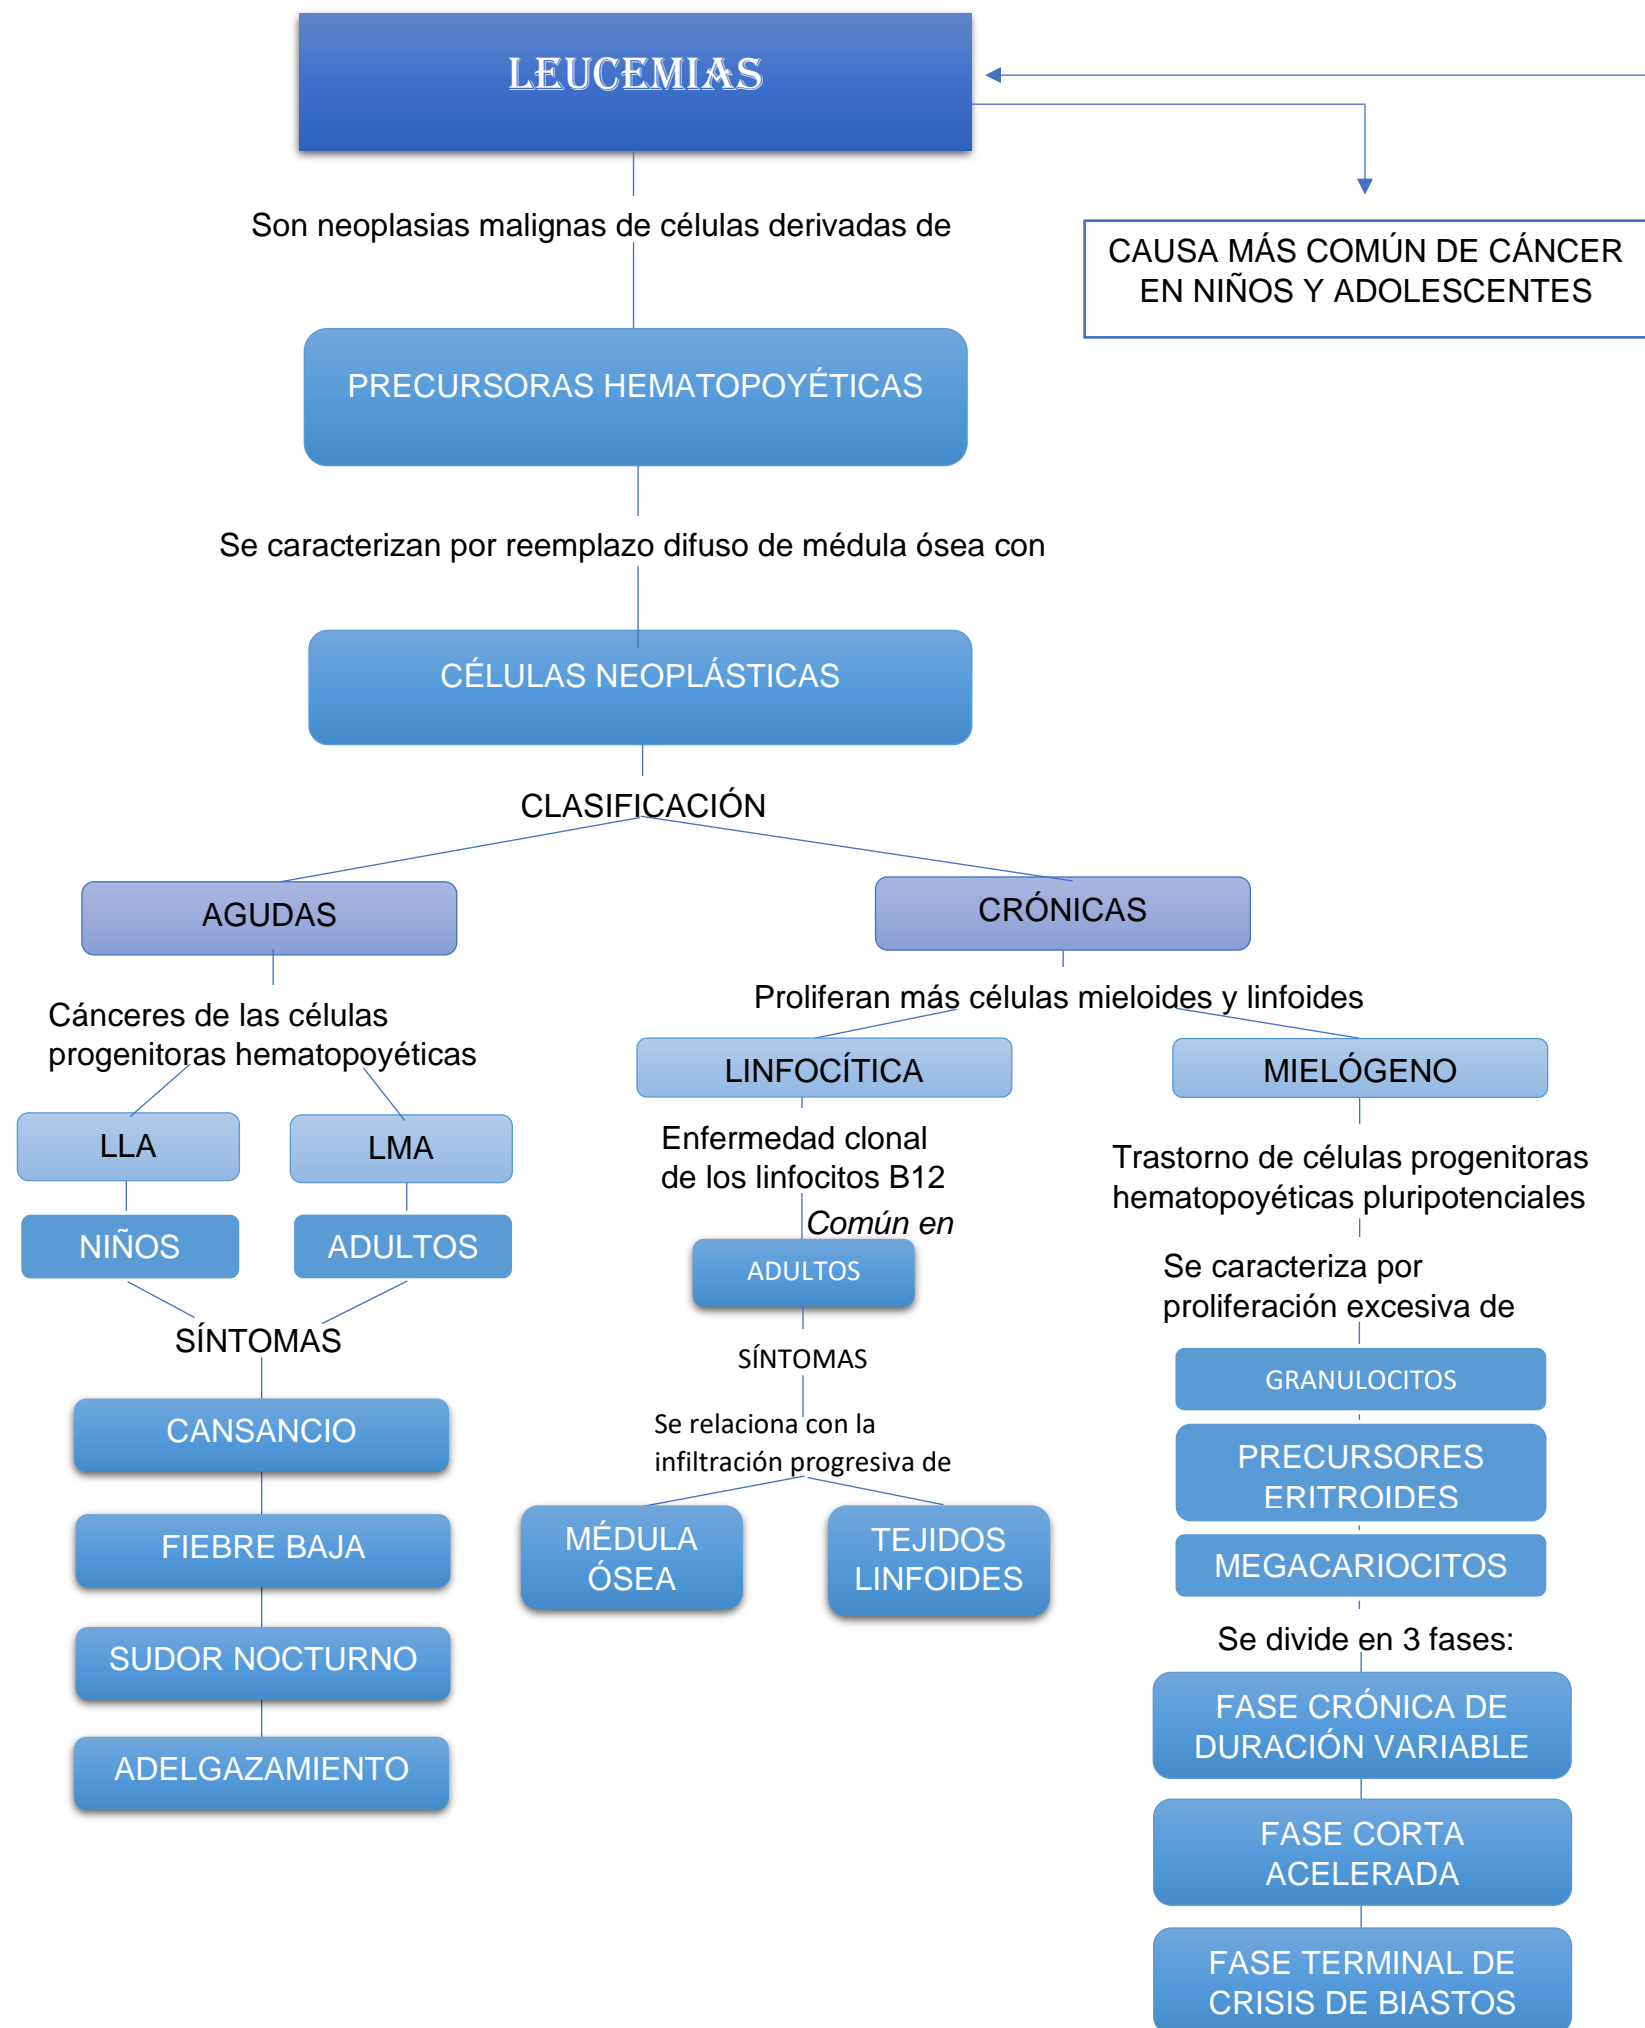 LEUCEMIAS
Son neoplasias malignas de células derivadas de
CAUSA MÁS COMÚN DE CÁNCER
EN NIÑOS Y ADOLESCENTES
PRECURSORAS HEMATOPOYÉTICAS
Se caracterizan por reemplazo difuso de médula ósea con
CÉLULAS NEOPLÁSTICAS
CLASIFICACIÓN
AGUDAS
Cánceres de las células
progenitoras hematopoyéticas
LLA
LMA
NIÑOS
ADULTOS
SÍNTOMAS
CANSANCIO
FIEBRE BAJA
SUDOR NOCTURNO
ADELGAZAMIENTO
CRÓNICAS
Proliferan más células mieloides y linfoides
LINFOCÍTICA
Enfermedad clonal
de los linfocitos B12
Común en
ADULTOS
SÍNTOMAS
Se relaciona con la
infiltración progresiva de
MÉDULA
ÓSEA
TEJIDOS
LINFOIDES
MIELÓGENO
Trastorno de células progenitoras
hematopoyéticas pluripotenciales
Se caracteriza por
proliferación excesiva de
GRANULOCITOS
PRECURSORES
ERITROIDES
MEGACARIOCITOS
Se divide en 3 fases:
FASE CRÓNICA DE
DURACIÓN VARIABLE
FASE CORTA
ACELERADA
FASE TERMINAL DE
CRISIS DE BIASTOS